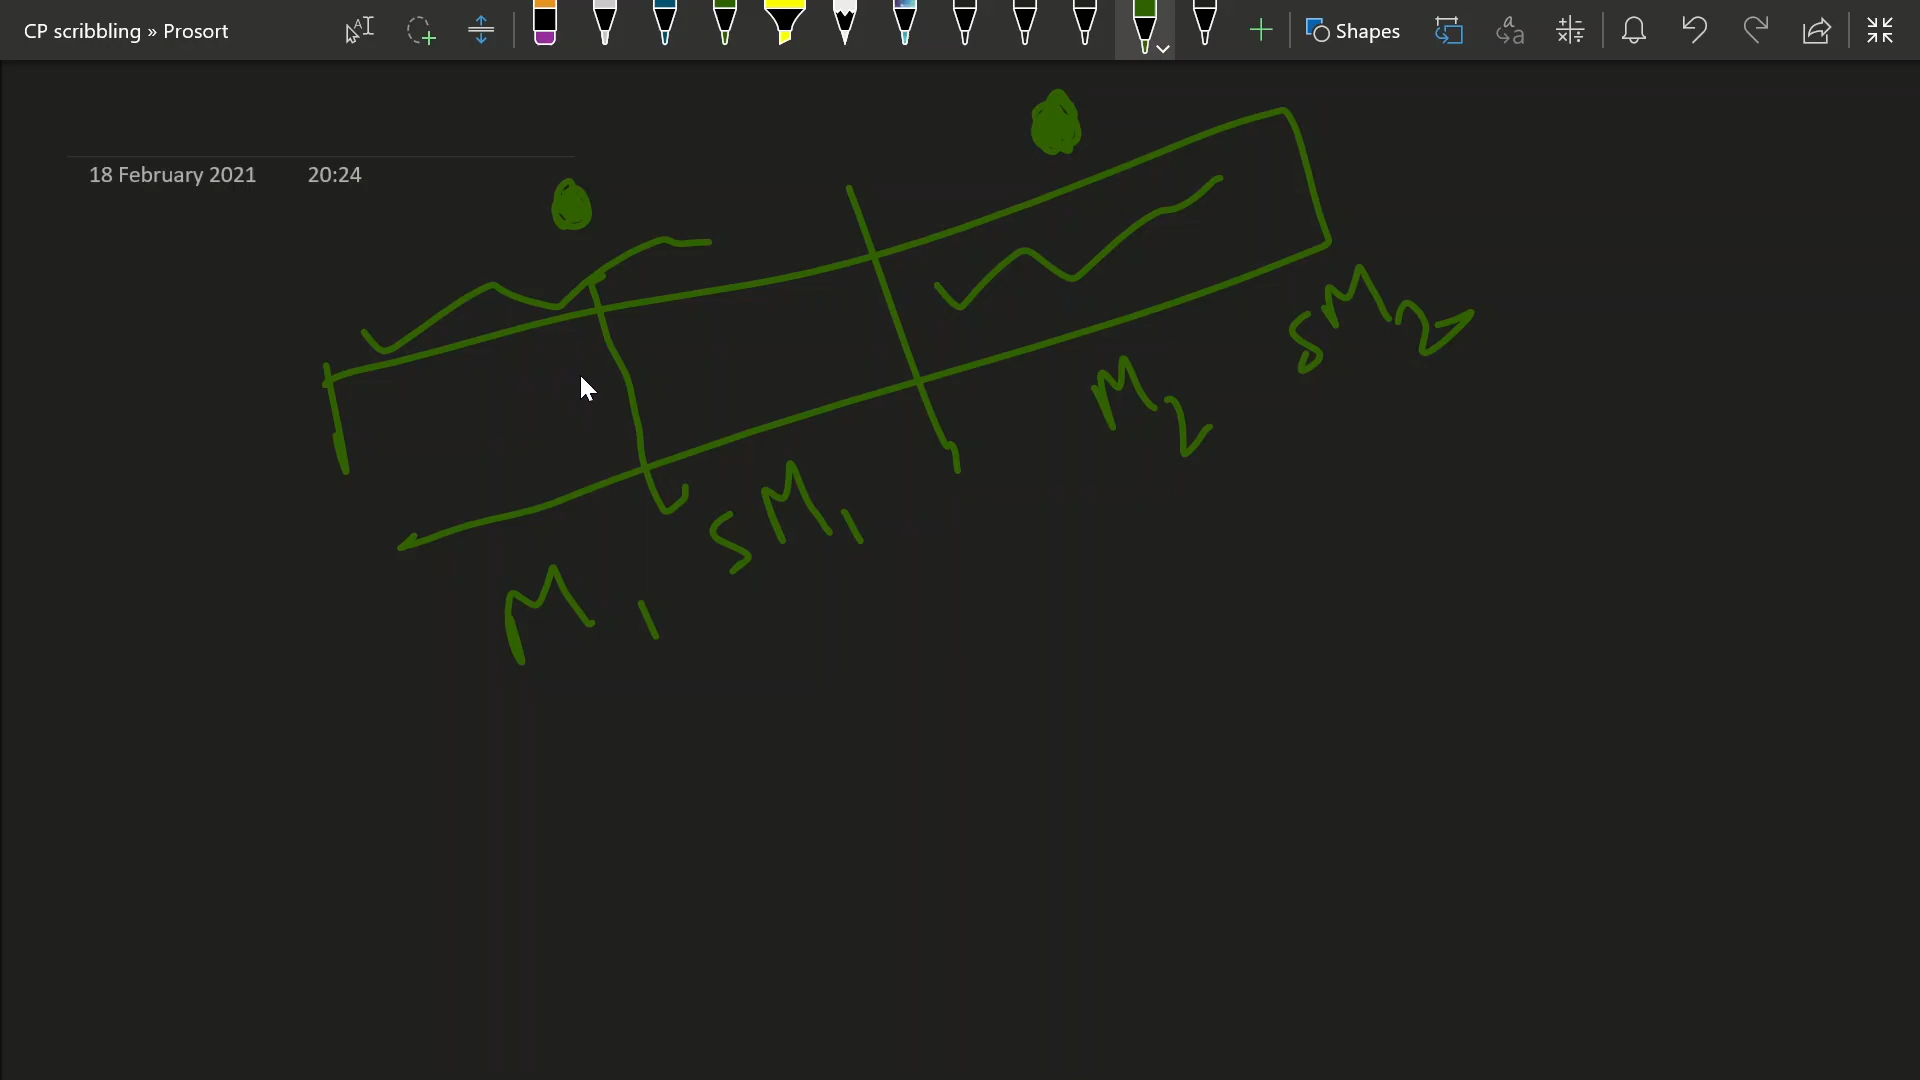 CP scribbling » Prosort
Shapes
18 February 2021 20:24
SM2
M2
SM1
M1